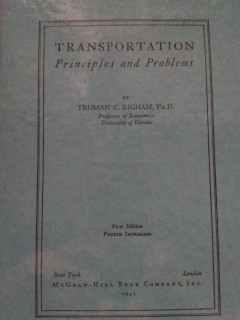 TRANSPORTATION
Principles and Problems
BY
TRUMAN C. BIGHAM, PH.D.
Professor of Economics
University of Florida
First Edition
FOURTH IMPRESSION
New York
London
MCGRAW-HILL BOOK COMPANY, INC.